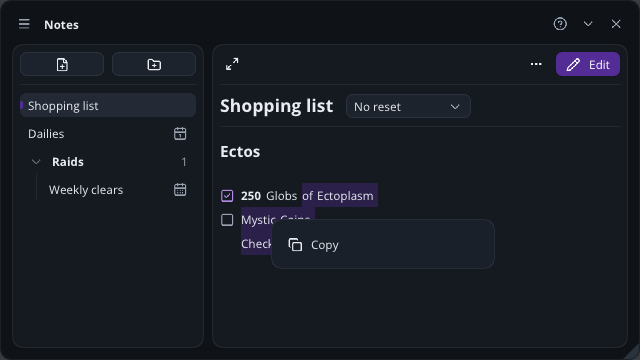 Notes
Shopping list
Dailies
Raids 1
Weekly clears
Edit
Shopping list
No reset
Ectos
250 Globs of Ectoplasm
Mystic Coins
Check
Copy